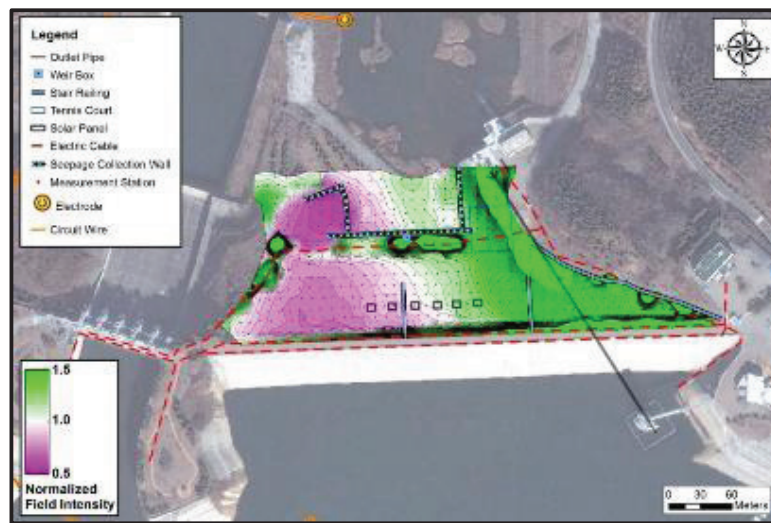 Legend
Outlet Pipe
Weir Box
Stair Railing
Tennis Court
Solar Panel
Electric Cable
Seepage Collection Wall
Measurement Station
Electrode
Circuit Wire
N
W E
S
1.5
1.0
0.5
Normalized
Field Intensity
0 30 60
Meters